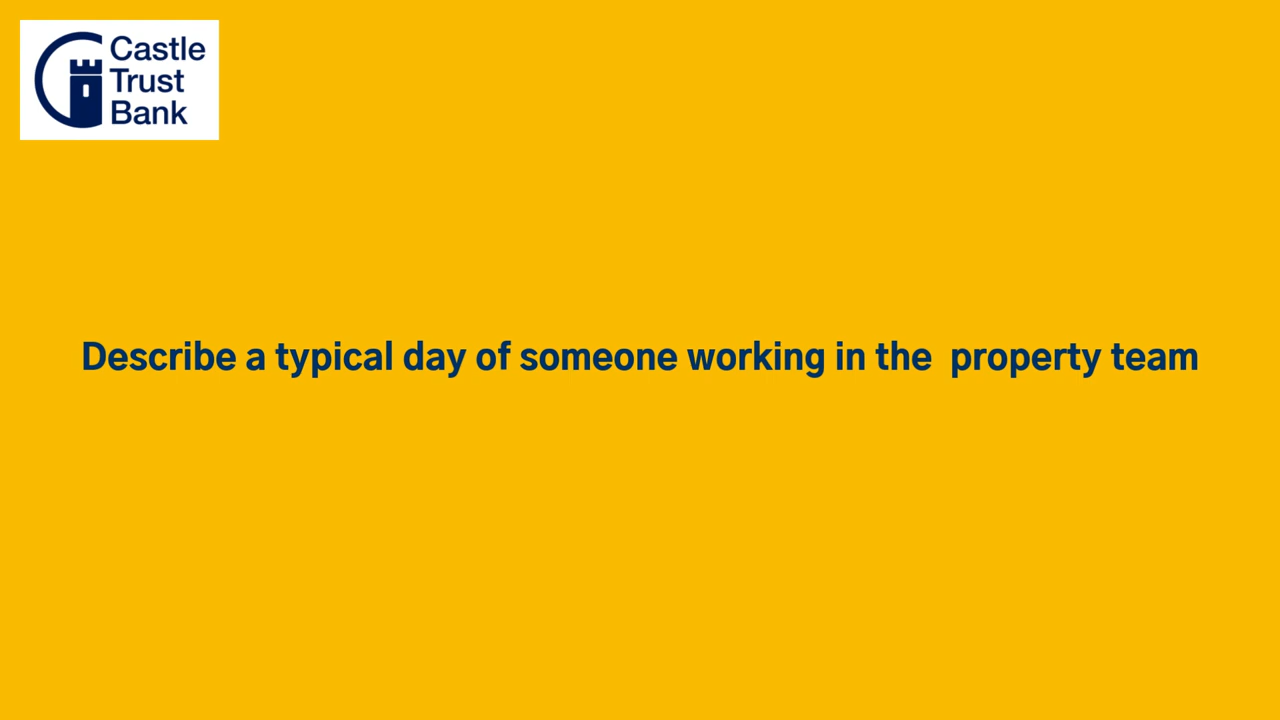 Castle
Trust
Bank
Describe a typical day of someone working in the  property team